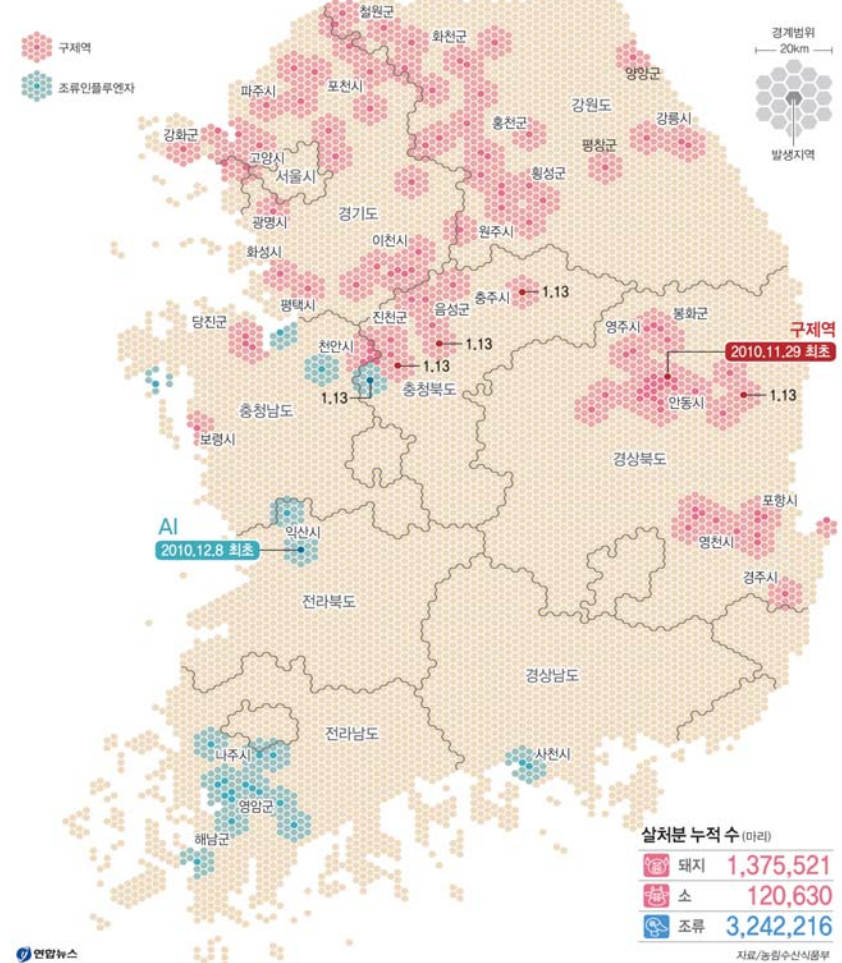 구제역
조류인플루엔자
철원군
화천군
경계범위
20km
발생지역
양양군
파주시
포천시
강원도
강화군
홍천군
강릉시
고양시
평창군
서울시
횡성군
광명시
경기도
원주시
화성시
이천시
평택시
음성군
충주시
1.13
당진군
진천군
영주시
봉화군
구제역
2010.11.29 최초
천안시
1.13
1.13
1.13
충청북도
안동시
1.13
충청남도
보령시
경상북도
포항시
AI
2010.12.8 최초
익산시
영천시
경주시
전라북도
경상남도
전라남도
나주시
사천시
영암군
해남군
살처분 누적 수 (마리)
돼지 1,375,521
소 120,630
조류 3,242,216
연합뉴스
자료/농림수산식품부